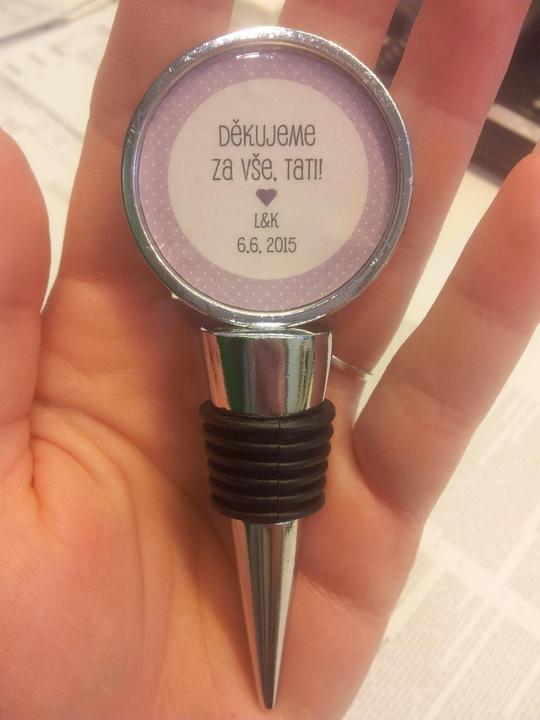 Děkujeme
za vše, tati!
L&K
6.6. 2015